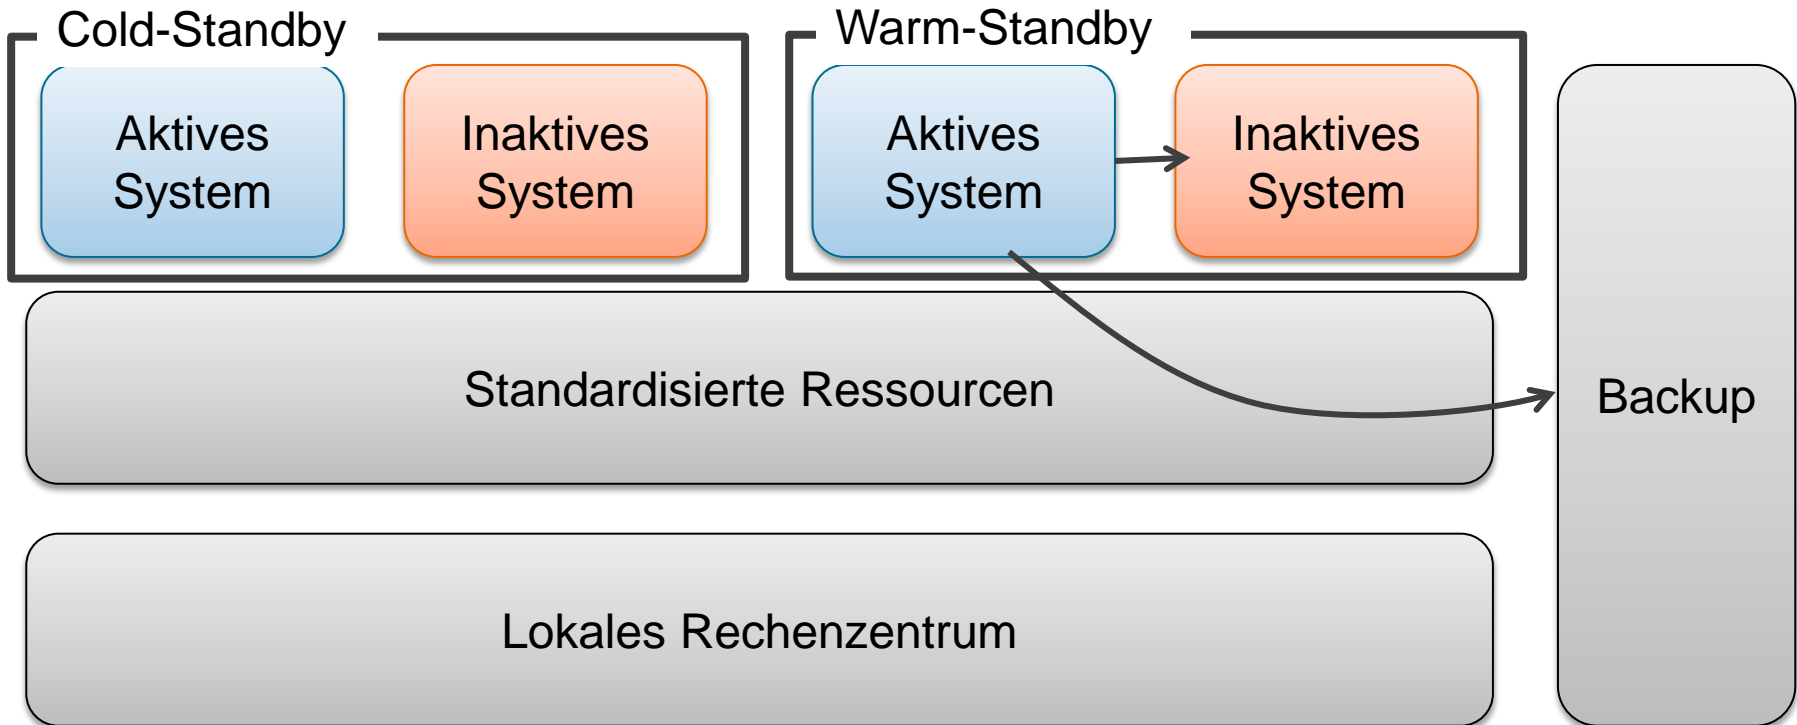 Cold-Standby
Warm-Standby
Aktives
System
Inaktives
System
Aktives
System
Inaktives
System
Standardisierte Ressourcen
Backup
Lokales Rechenzentrum